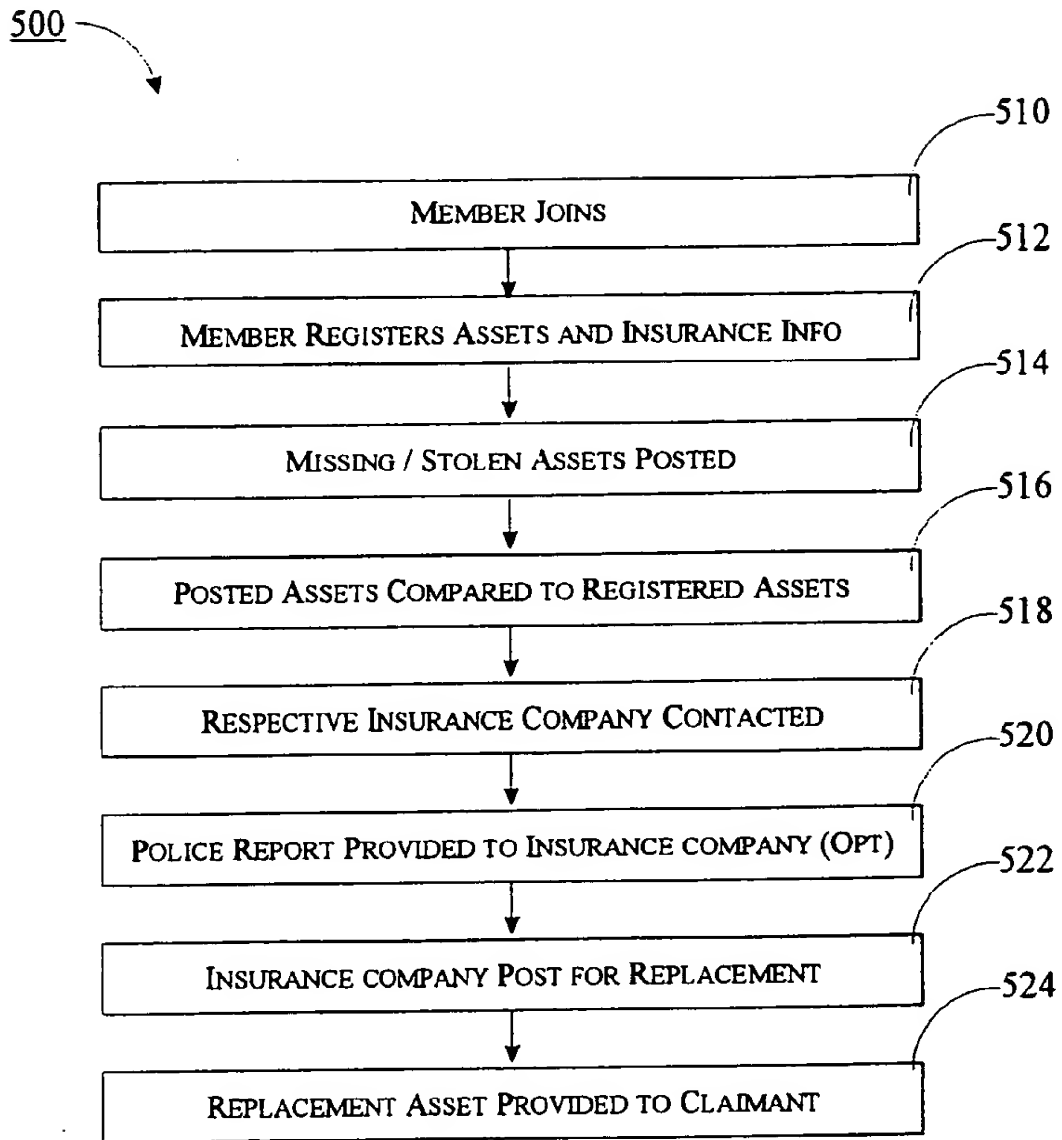 500
510
MEMBER JOINS
512
MEMBER REGISTERS ASSETS AND INSURANCE INFO
514
MISSING / STOLEN ASSETS POSTED
516
POSTED ASSETS COMPARED TO REGISTERED ASSETS
518
RESPECTIVE INSURANCE COMPANY CONTACTED
520
POLICE REPORT PROVIDED TO INSURANCE COMPANY (OPT)
522
INSURANCE COMPANY POST FOR REPLACEMENT
524
REPLACEMENT ASSET PROVIDED TO CLAIMANT